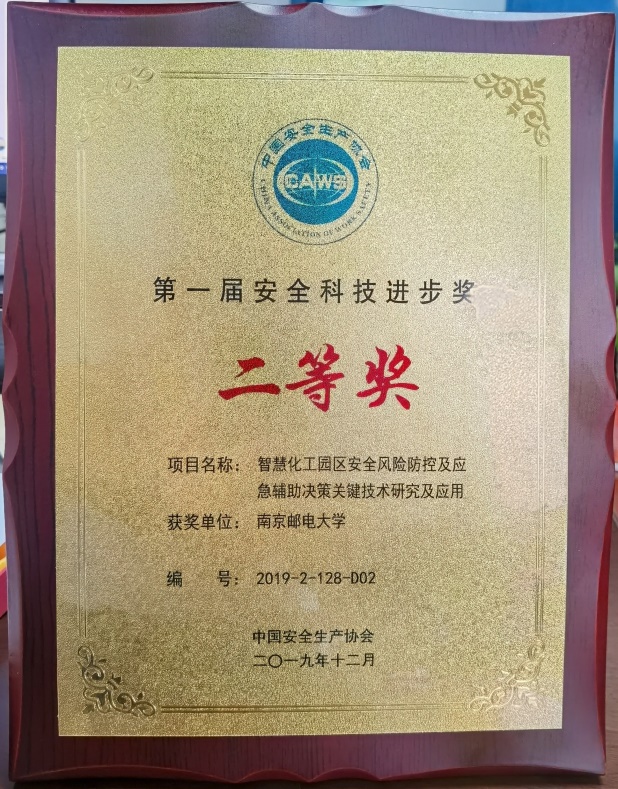 中国安全生产协会
CAWS
CHINA ASSOCIATION OF WORK SAFETY
第一届安全科技进步奖
二等奖
项目名称：智慧化工园区安全风险防控及应
急辅助决策关键技术研究及应用
获奖单位：南京邮电大学
编 号：2019-2-128-D02
中国安全生产协会
二〇一九年十二月